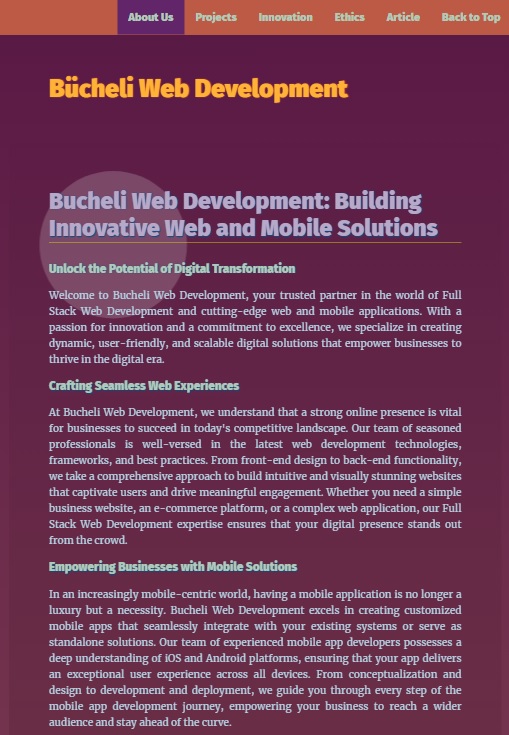 About Us Projects Innovation Ethics Article Back to Top
Bücheli Web Development
Bucheli Web Development: Building
Innovative Web and Mobile Solutions
Unlock the Potential of Digital Transformation
Welcome to Bucheli Web Development, your trusted partner in the world of Full
Stack Web Development and cutting-edge web and mobile applications. With a
passion for innovation and a commitment to excellence, we specialize in creating
dynamic, user-friendly, and scalable digital solutions that empower businesses to
thrive in the digital era.
Crafting Seamless Web Experiences
At Bucheli Web Development, we understand that a strong online presence is vital
for businesses to succeed in today's competitive landscape. Our team of seasoned
professionals is well-versed in the latest web development technologies,
frameworks, and best practices. From front-end design to back-end functionality,
we take a comprehensive approach to build intuitive and visually stunning websites
that captivate users and drive meaningful engagement. Whether you need a simple
business website, an e-commerce platform, or a complex web application, our Full
Stack Web Development expertise ensures that your digital presence stands out
from the crowd.
Empowering Businesses with Mobile Solutions
In an increasingly mobile-centric world, having a mobile application is no longer a
luxury but a necessity. Bucheli Web Development excels in creating customized
mobile apps that seamlessly integrate with your existing systems or serve as
standalone solutions. Our team of experienced mobile app developers possesses a
deep understanding of iOS and Android platforms, ensuring that your app delivers
an exceptional user experience across all devices. From conceptualization and
design to development and deployment, we guide you through every step of the
mobile app development journey, empowering your business to reach a wider
audience and stay ahead of the curve.